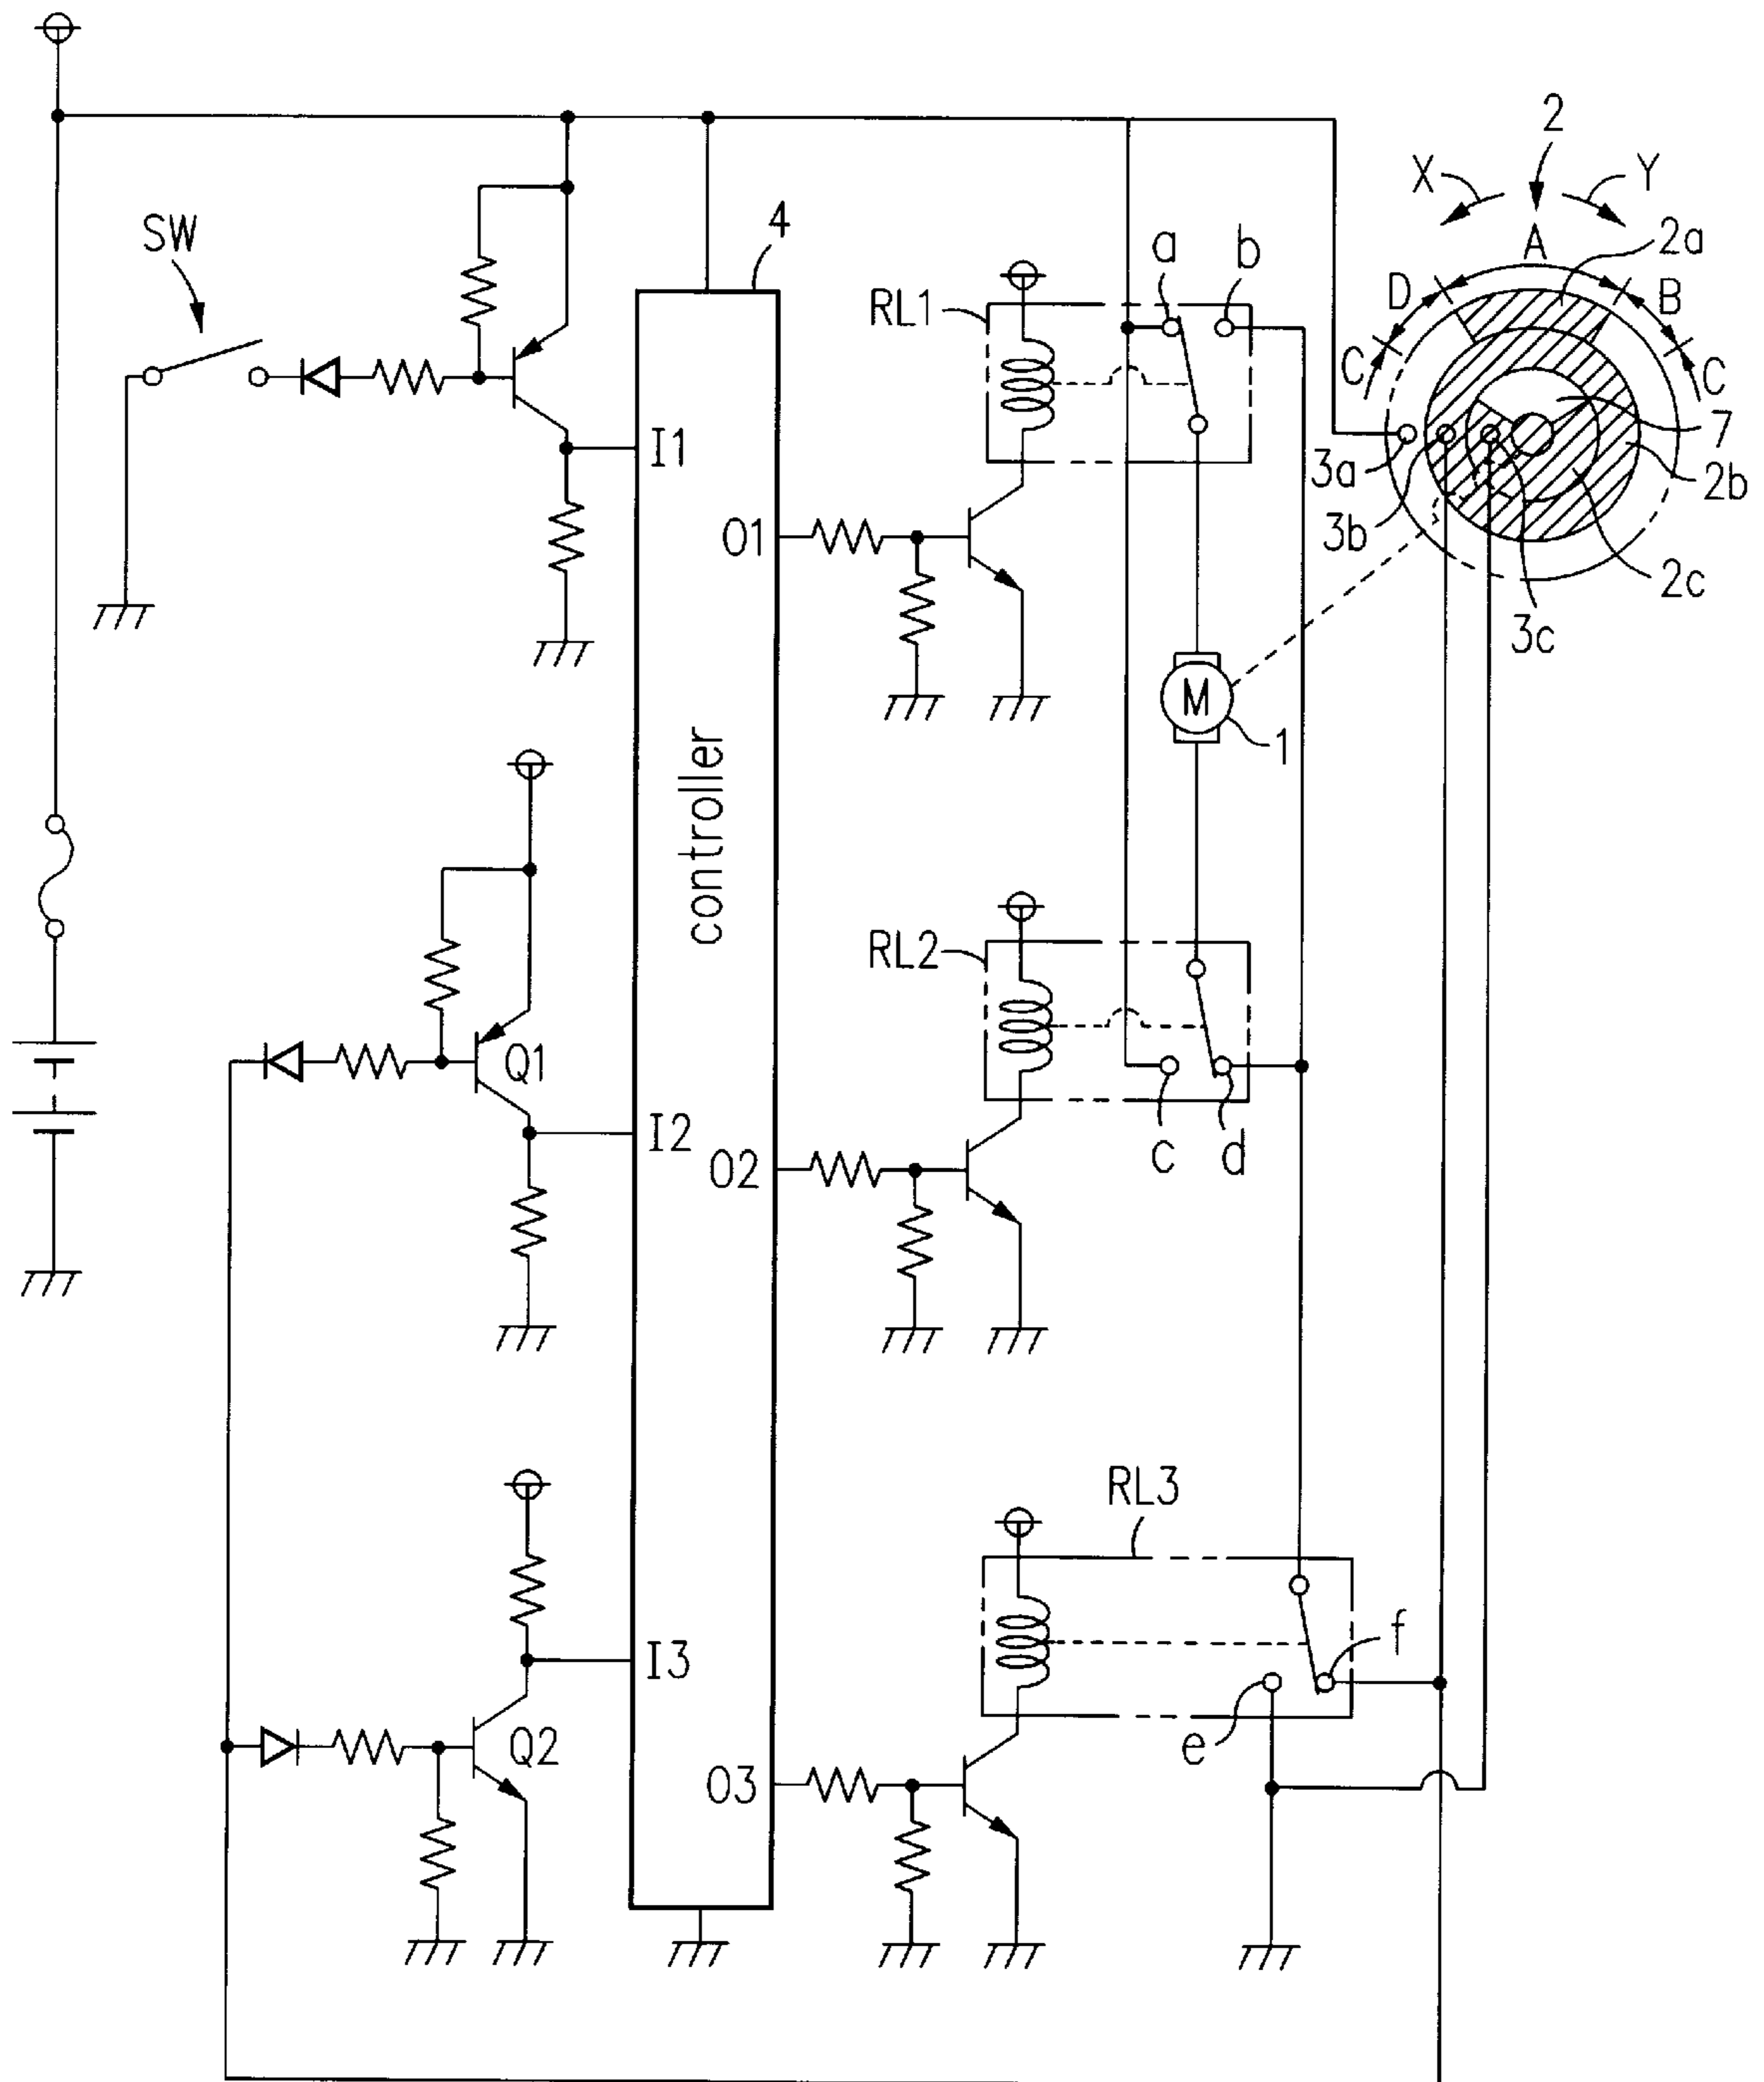 2
X
Y
A
2a
D
B
C
C
SW
4
a
b
RL1
7
3a
2b
I1
3b
O1
2c
3c
M
1
controller
RL2
Q1
I2
O2
c
d
RL3
f
I3
Q2
e
O3